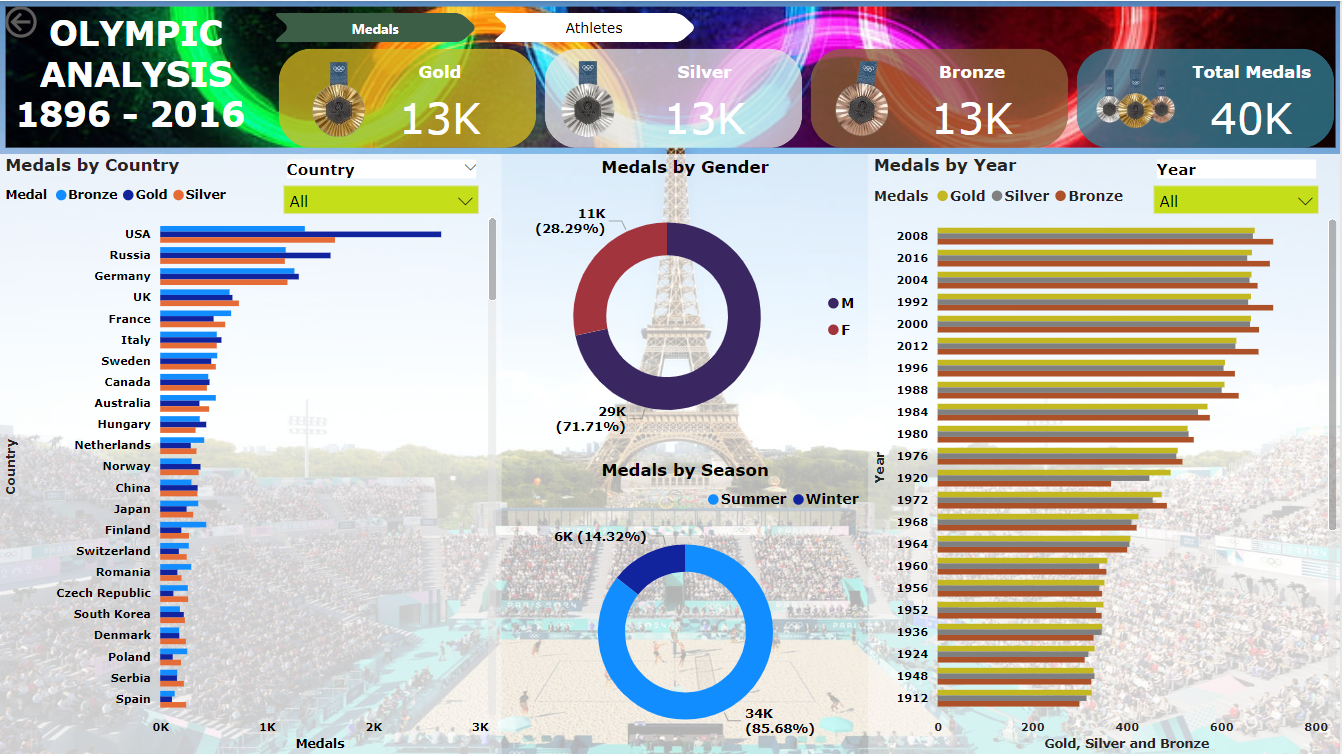 OLYMPIC
ANALYSIS
1896 - 2016
Medals
Athletes
Gold
13K
Silver
13K
Bronze
13K
Total Medals
40K
Medals by Country
Country
Medal Bronze Gold Silver
All
USA
Russia
Germany
UK
France
Italy
Sweden
Canada
Australia
Hungary
Netherlands
Norway
China
Japan
Finland
Switzerland
Romania
Czech Republic
South Korea
Denmark
Poland
Serbia
Spain
Country
0K 1K 2K 3K
Medals
Medals by Gender
11K
(28.29%)
M
F
29K
(71.71%)
Medals by Season
Summer Winter
6K (14.32%)
34K
(85.68%)
Medals by Year
Year
Medals Gold Silver Bronze
All
2008
2016
2004
1992
2000
2012
1996
1988
1984
1980
1976
1920
1972
1968
1964
1960
1956
1952
1936
1924
1948
1912
Year
0 200 400 600 800
Gold, Silver and Bronze